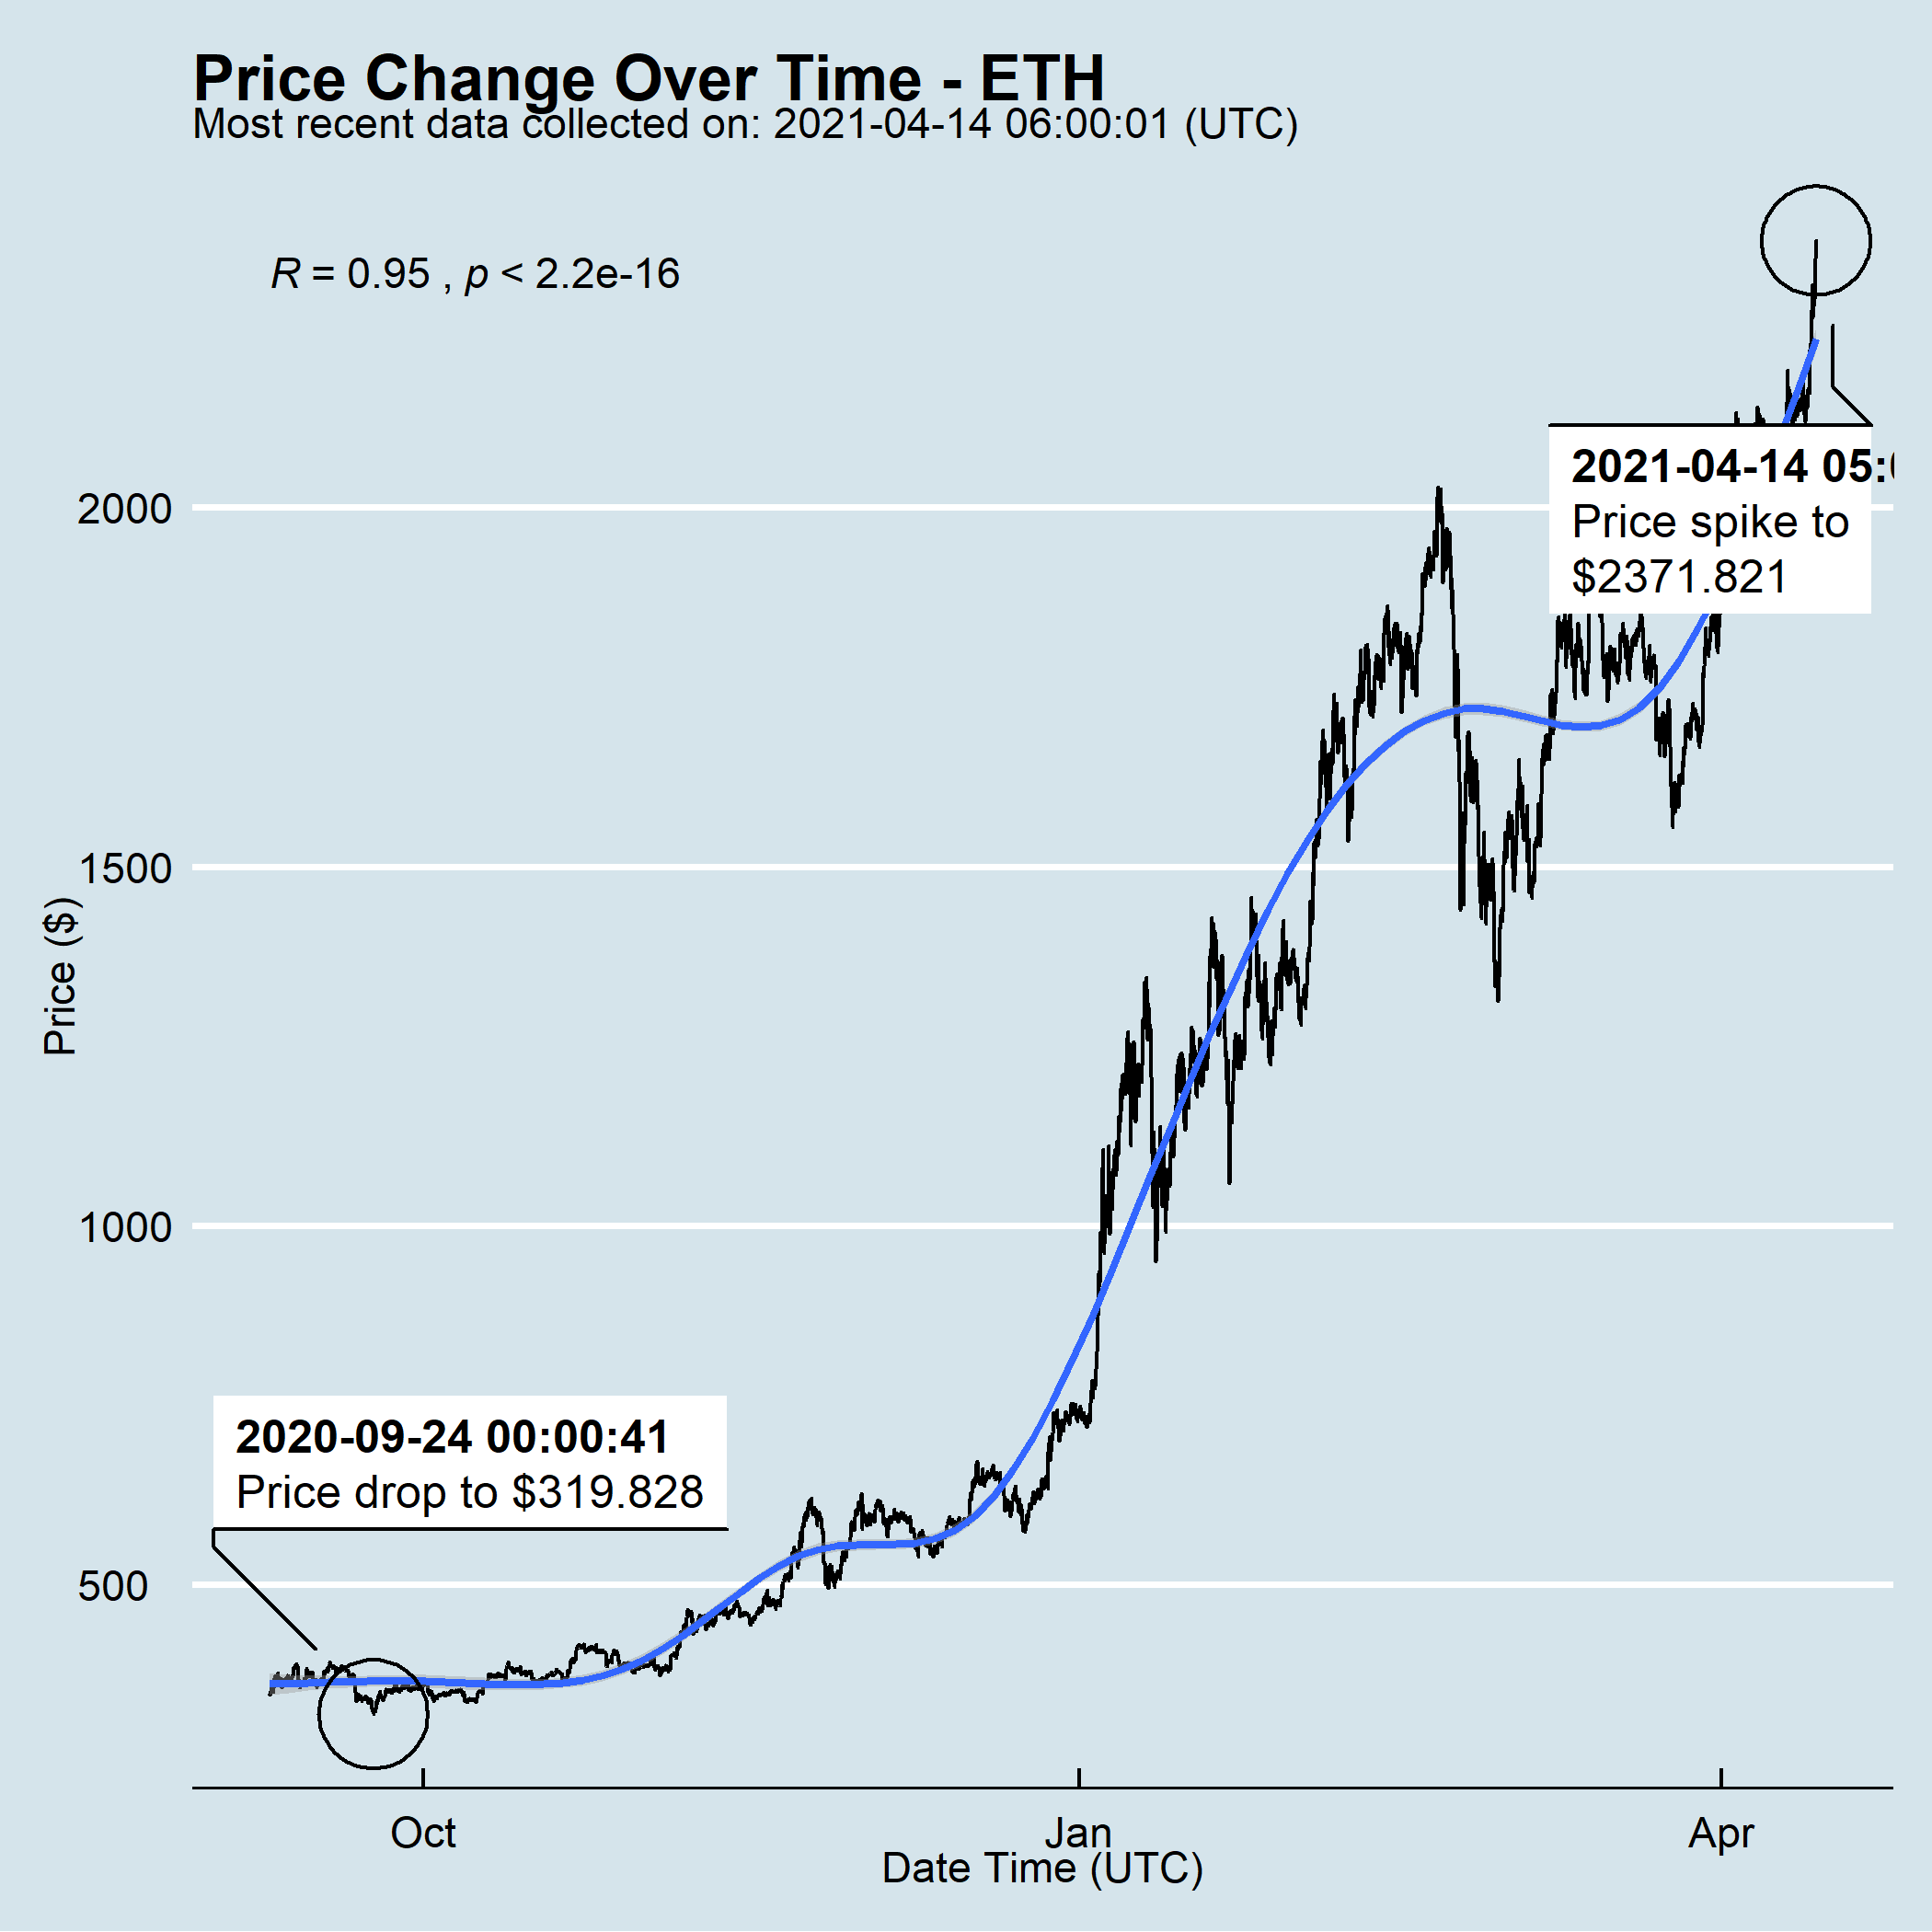 Price Change Over Time - ETH
Most recent data collected on: 2021-04-14 06:00:01 (UTC)
R = 0.95 , p < 2.2e-16
2021-04-14 05:
Price spike to
$2371.821
2000
1500
1000
500
Price ($)
2020-09-24 00:00:41
Price drop to $319.828
Oct
Jan
Apr
Date Time (UTC)